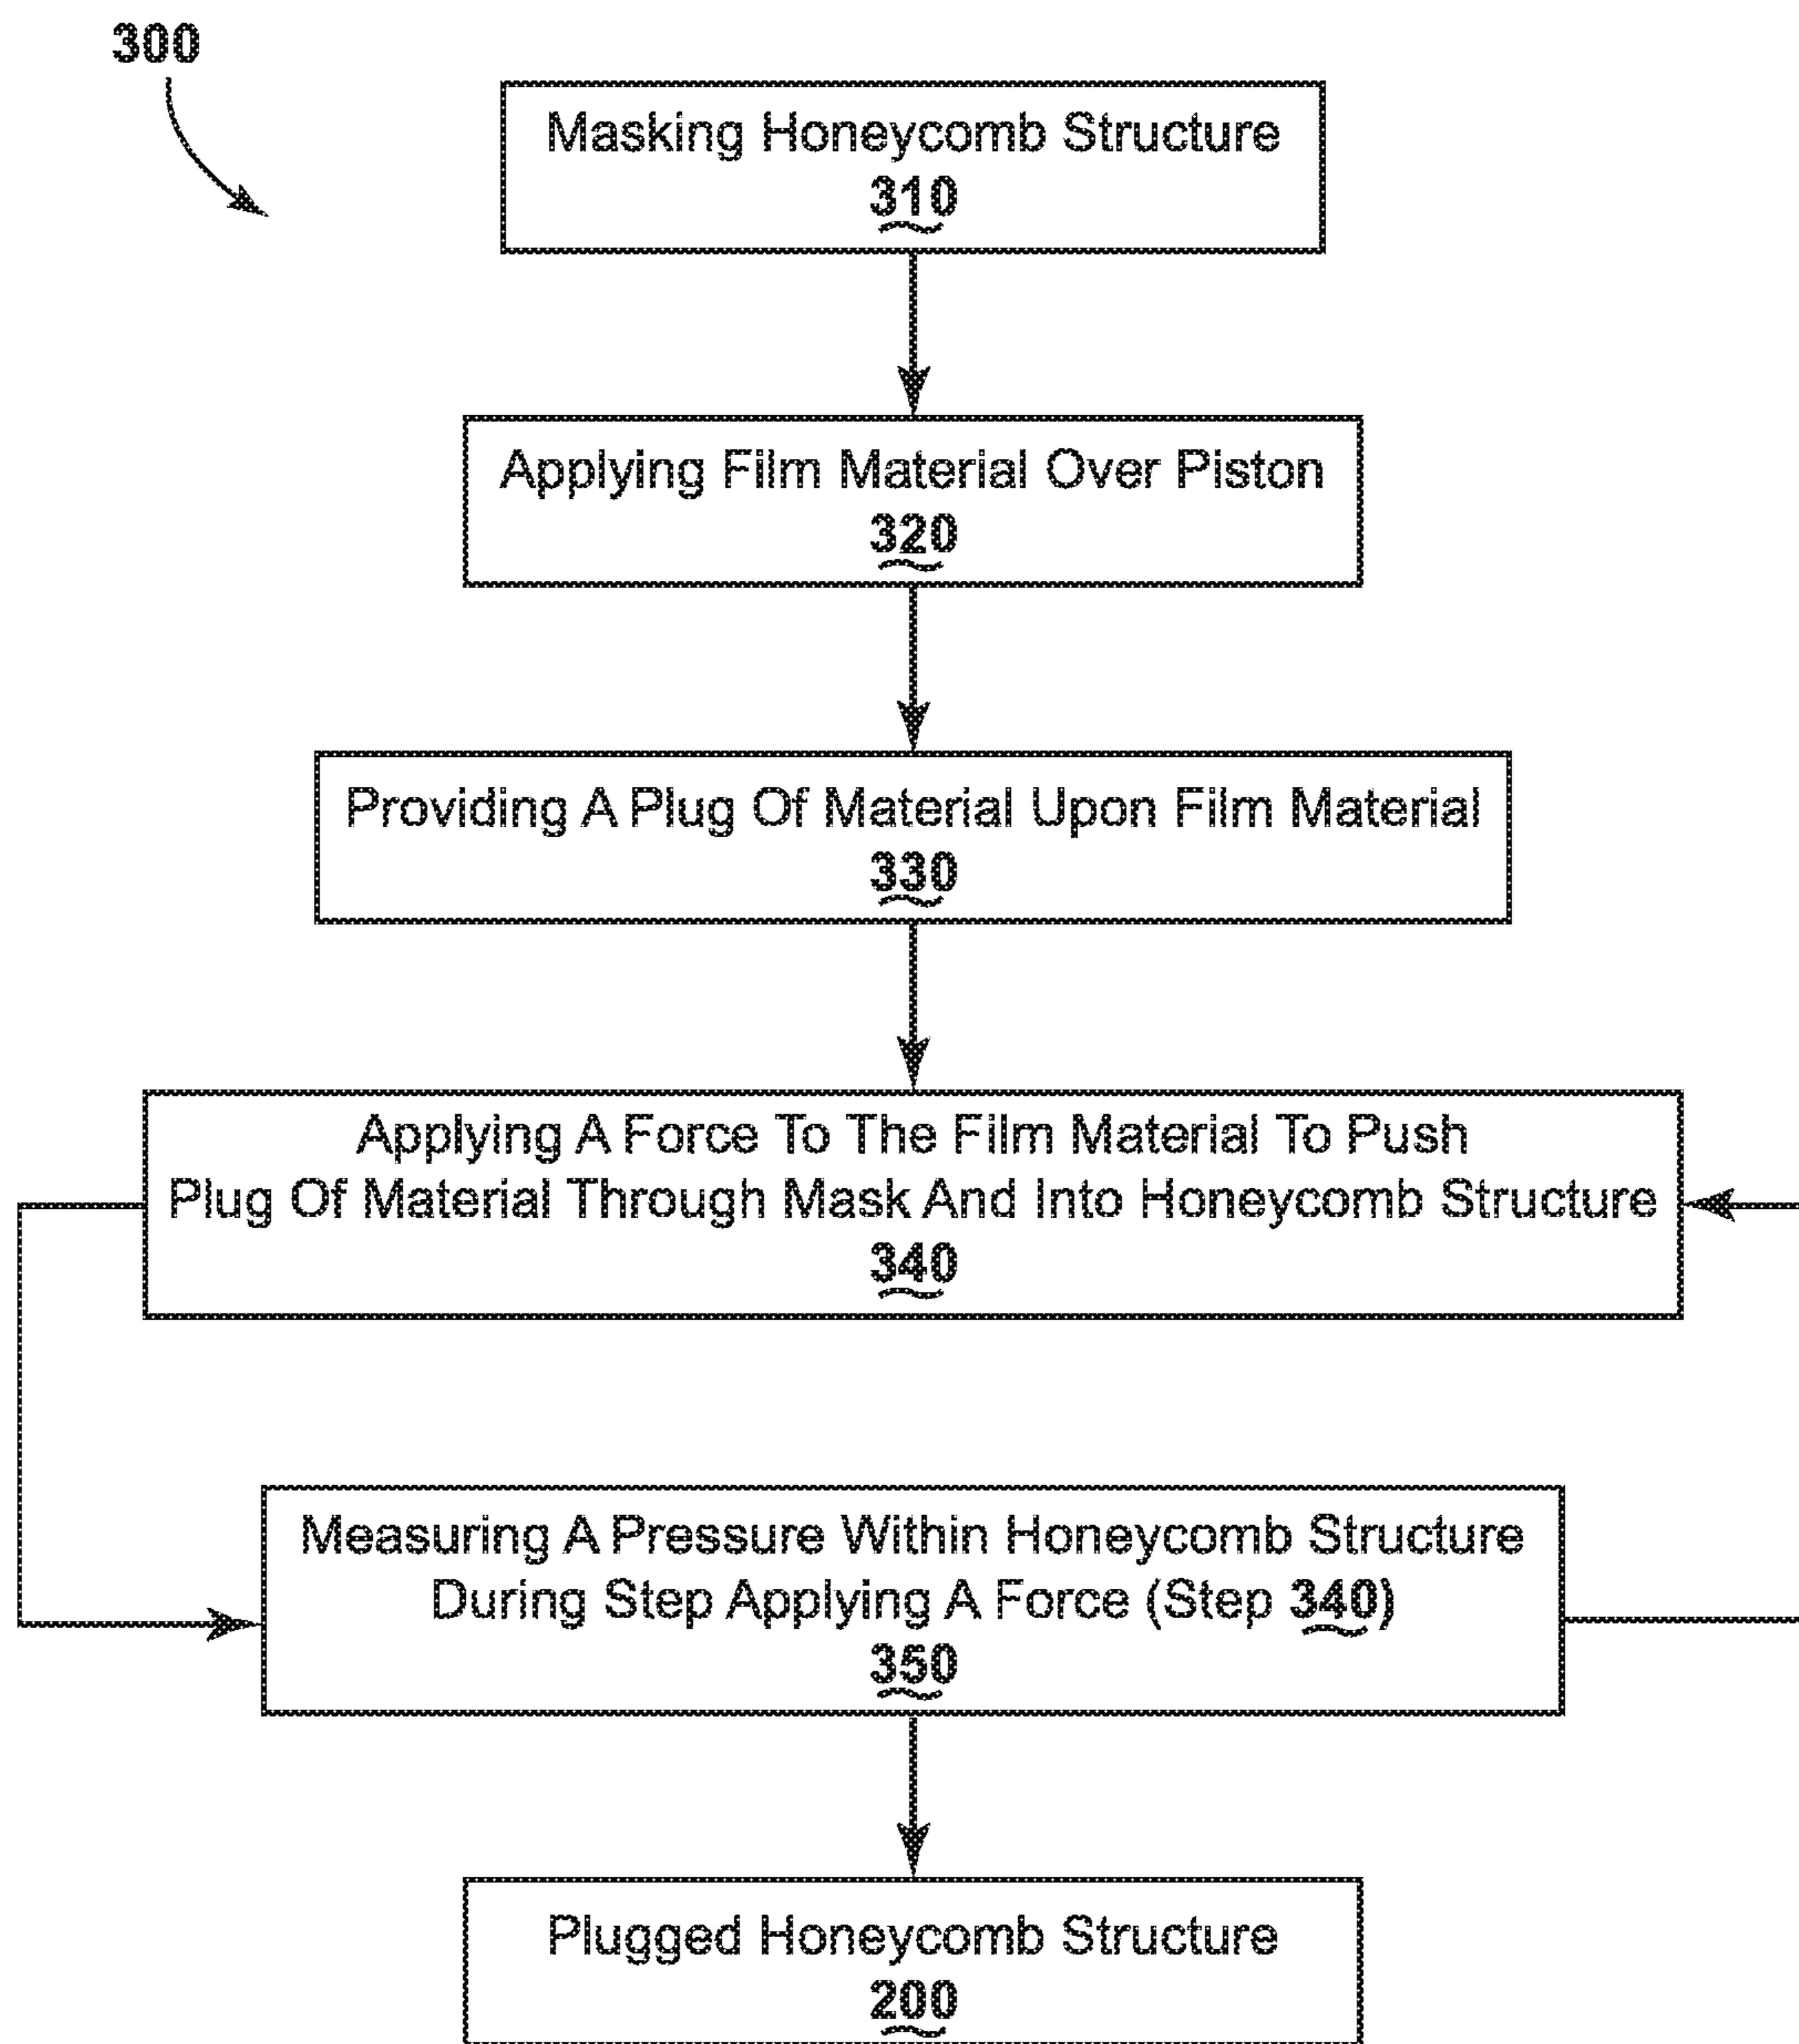 300
Masking Honeycomb Structure
310
Applying Film Material Over Piston
320
Providing A Plug Of Material Upon Film Material
330
Applying A Force To The Film Material To Push
Plug Of Material Through Mask And Into Honeycomb Structure
340
Measuring A Pressure Within Honeycomb Structure
During Step Applying A Force (Step 340)
350
Plugged Honeycomb Structure
200